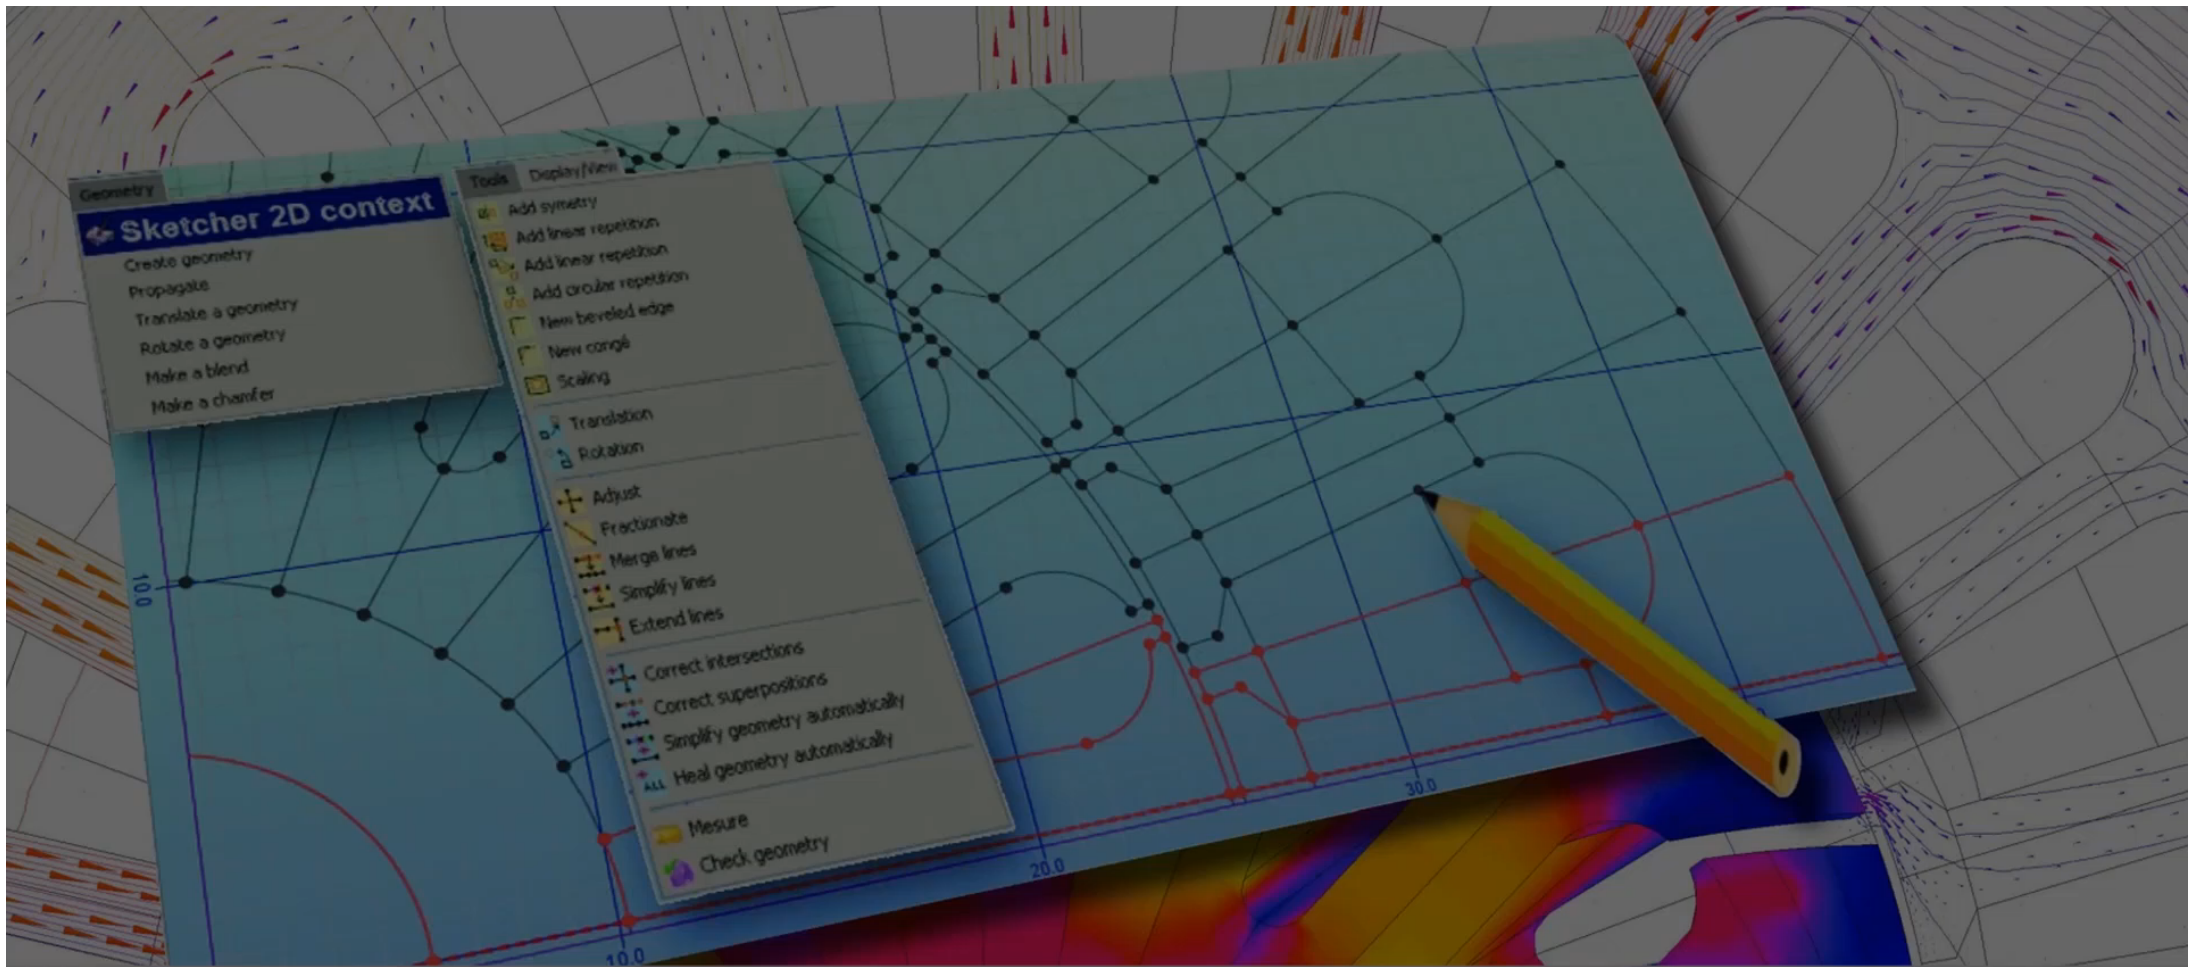 Geometry
Sketcher 2D context
Create geometry
Propagate
Translate a geometry
Rotate a geometry
Make a blend
Make a chamfer
Tools Display/View
Add symetry
Add linear repetition
Add linear repetition
Add circular repetition
New beveled edge
New congé
Scaling
Translation
Rotation
Adjust
Fractionate
Merge lines
Simplify lines
Extend lines
Correct intersections
Correct superpositions
Simplify geometry automatically
ALL Heal geometry automatically
Mesure
Check geometry
10.0
10.0
20.0
30.0